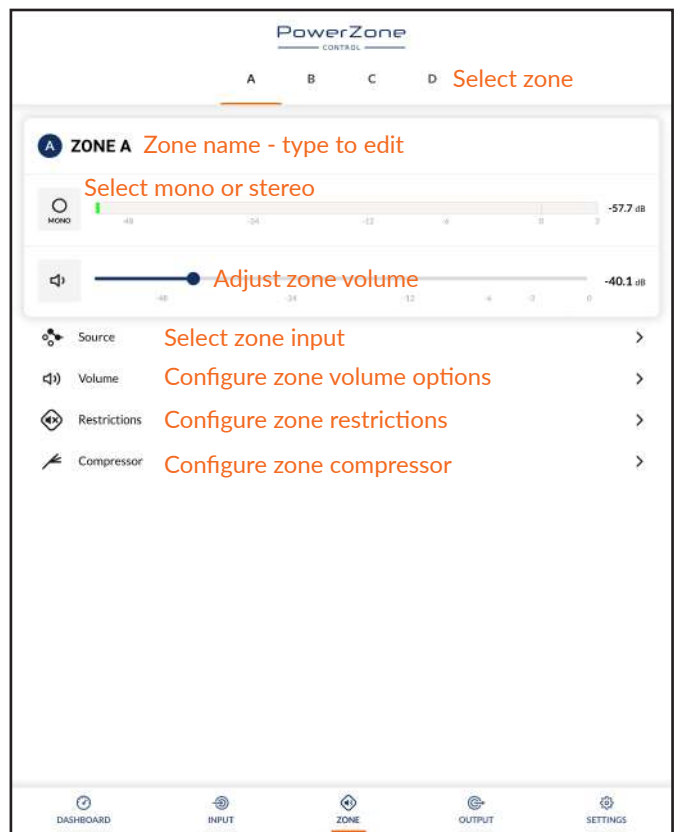 PowerZone
CONTROL
A B C D Select zone
A ZONE A Zone name - type to edit
Select mono or stereo
MONO
-57.7 dB
-48 -24 -12 -6 0 3
Adjust zone volume
-40.1 dB
-48 -24 -12 -6 -3 0
Source Select zone input
Volume Configure zone volume options
Restrictions Configure zone restrictions
Compressor Configure zone compressor
DASHBOARD INPUT ZONE OUTPUT SETTINGS